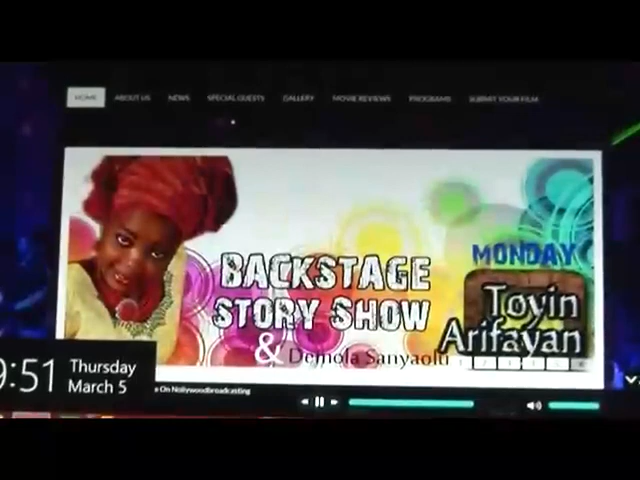 HOME ABOUT US NEWS SPECIAL GUESTS GALLERY MOVIE REVIEWS PROGRAMS SUBMIT YOUR FILM
BACKSTAGE
STORY SHOW
& Demola Sanyaolu
MONDAY
Toyin
Arifayan
9:51
Thursday
March 5
e On Nollywoodbroadcasting